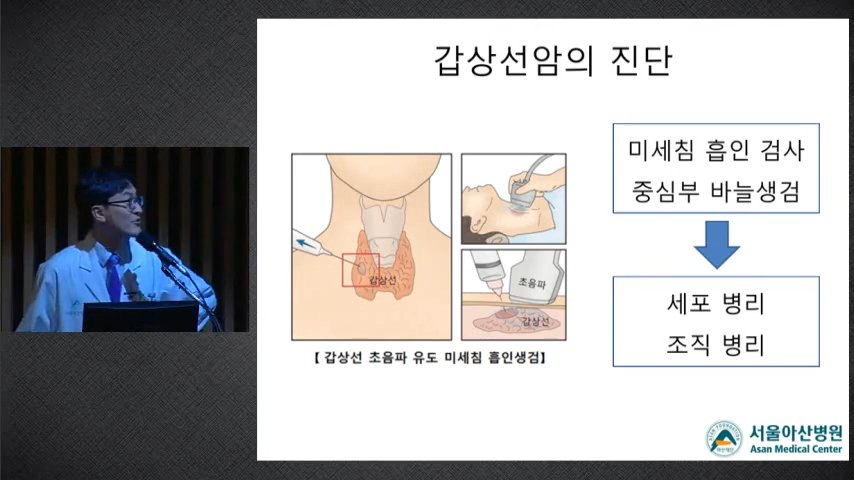 갑상선암의 진단
미세침 흡인 검사
중심부 바늘생검
갑상선
초음파
갑상선
【 갑상선 초음파 유도 미세침 흡인생검】
세포 병리
조직 병리
서울아산병원
Asan Medical Center